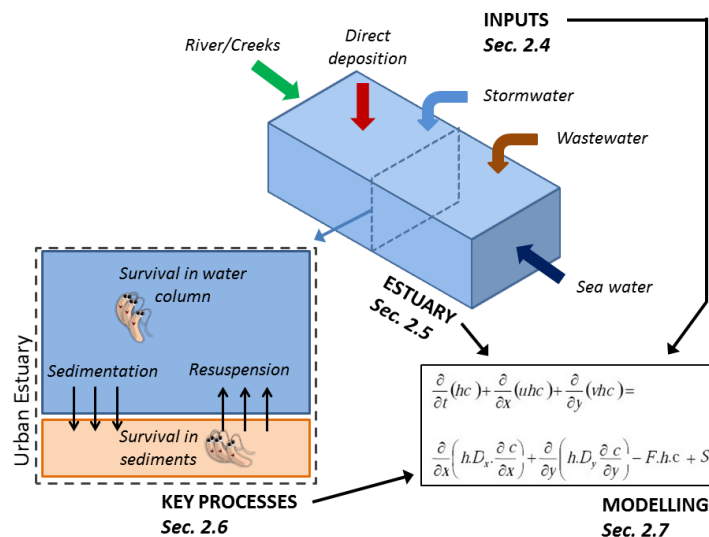 INPUTS
Sec. 2.4
River/Creeks
Direct
deposition
Stormwater
Wastewater
Sea water
ESTUARY
Sec. 2.5
Urban Estuary
Survival in water
column
Sedimentation
Resuspension
Survival in
sediments
KEY PROCESSES
Sec. 2.6
∂/∂t(hc) + ∂/∂x(uhc) + ∂/∂y(vhc) =
∂/∂x(h.Dₓ.∂c/∂x) + ∂/∂y(h.D_y ∂c/∂y) − F.h.c + S
MODELLING
Sec. 2.7